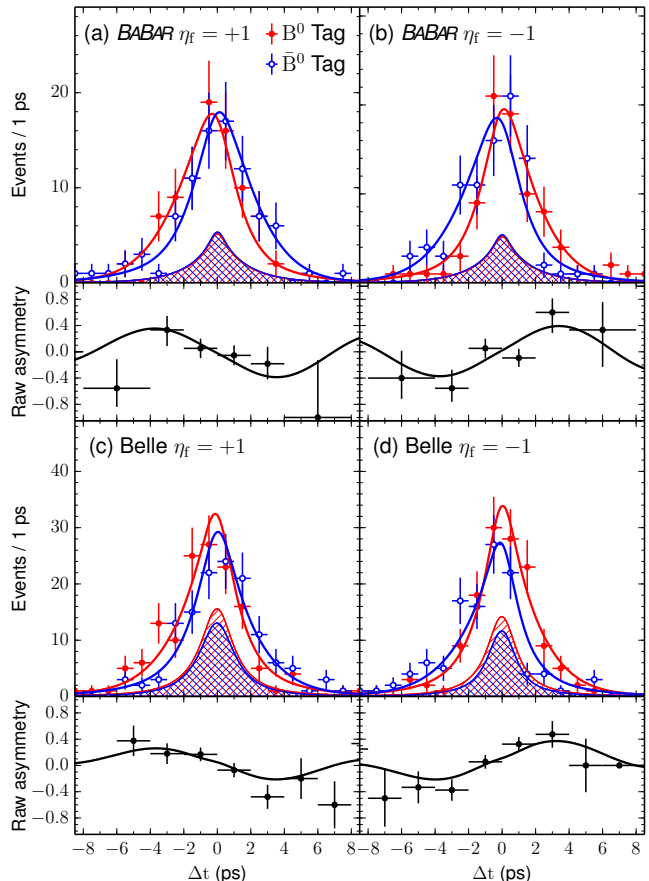 (a) BABAR ηf = +1
B⁰ Tag
B̄⁰ Tag
(b) BABAR ηf = −1
Events / 1 ps
20
10
0
Raw asymmetry
0.8
0.4
0.0
−0.4
−0.8
(c) Belle ηf = +1
(d) Belle ηf = −1
Events / 1 ps
40
30
20
10
0
Raw asymmetry
0.8
0.4
0.0
−0.4
−0.8
−8 −6 −4 −2 0 2 4 6 8
−8 −6 −4 −2 0 2 4 6 8
Δt (ps)
Δt (ps)